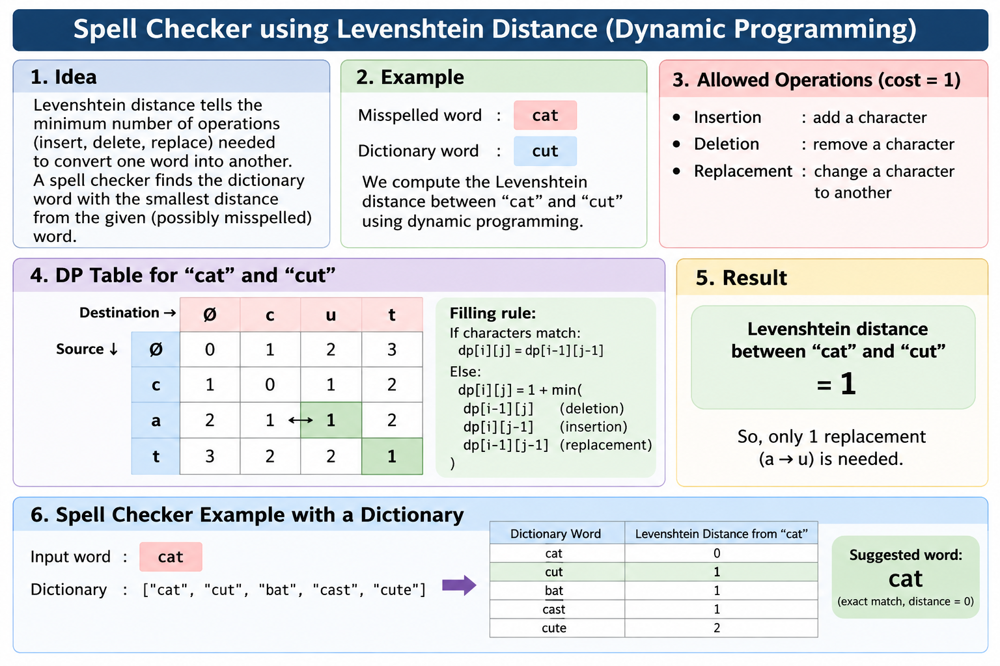 Spell Checker using Levenshtein Distance (Dynamic Programming)
1. Idea
Levenshtein distance tells the
minimum number of operations
(insert, delete, replace) needed
to convert one word into another.
A spell checker finds the dictionary
word with the smallest distance
from the given (possibly misspelled)
word.
2. Example
Misspelled word : cat
Dictionary word : cut
We compute the Levenshtein
distance between “cat” and “cut”
using dynamic programming.
3. Allowed Operations (cost = 1)
• Insertion : add a character
• Deletion : remove a character
• Replacement : change a character
to another
4. DP Table for “cat” and “cut”
Destination → Ø c u t
Source ↓ Ø 0 1 2 3
c 1 0 1 2
a 2 1 ↔ 1 2
t 3 2 2 1
Filling rule:
If characters match:
dp[i][j] = dp[i-1][j-1]
Else:
dp[i][j] = 1 + min(
dp[i-1][j] (deletion)
dp[i][j-1] (insertion)
dp[i-1][j-1] (replacement)
)
5. Result
Levenshtein distance
between “cat” and “cut”
= 1
So, only 1 replacement
(a → u) is needed.
6. Spell Checker Example with a Dictionary
Input word : cat
Dictionary : ["cat", "cut", "bat", "cast", "cute"]
Dictionary Word Levenshtein Distance from “cat”
cat 0
cut 1
bat 1
cast 1
cute 2
Suggested word:
cat
(exact match, distance = 0)